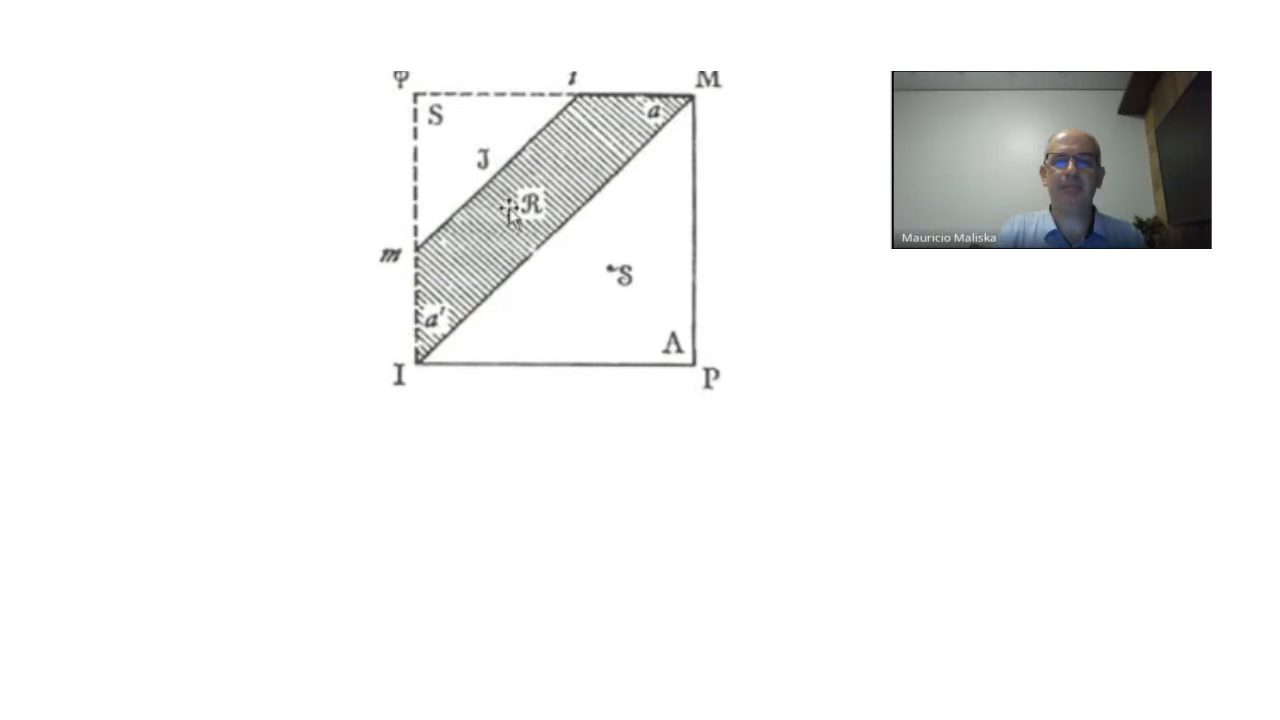 φ i M
S a
J
ℛ
m
S
a'
Λ
I P
Mauricio Maliska